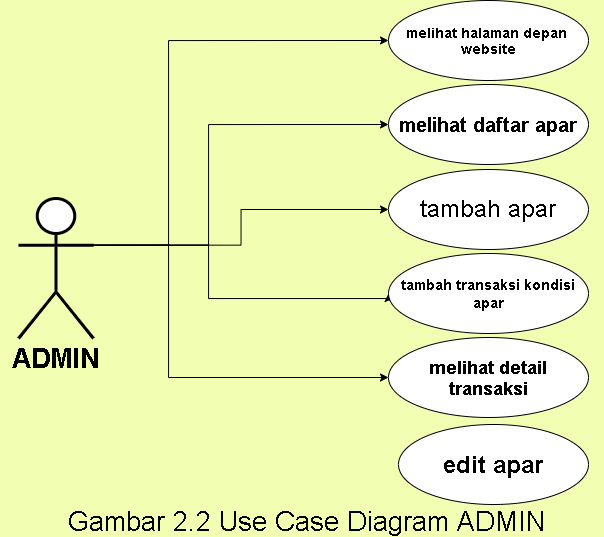 melihat halaman depan
website
melihat daftar apar
tambah apar
tambah transaksi kondisi
apar
melihat detail
transaksi
edit apar
ADMIN
Gambar 2.2 Use Case Diagram ADMIN